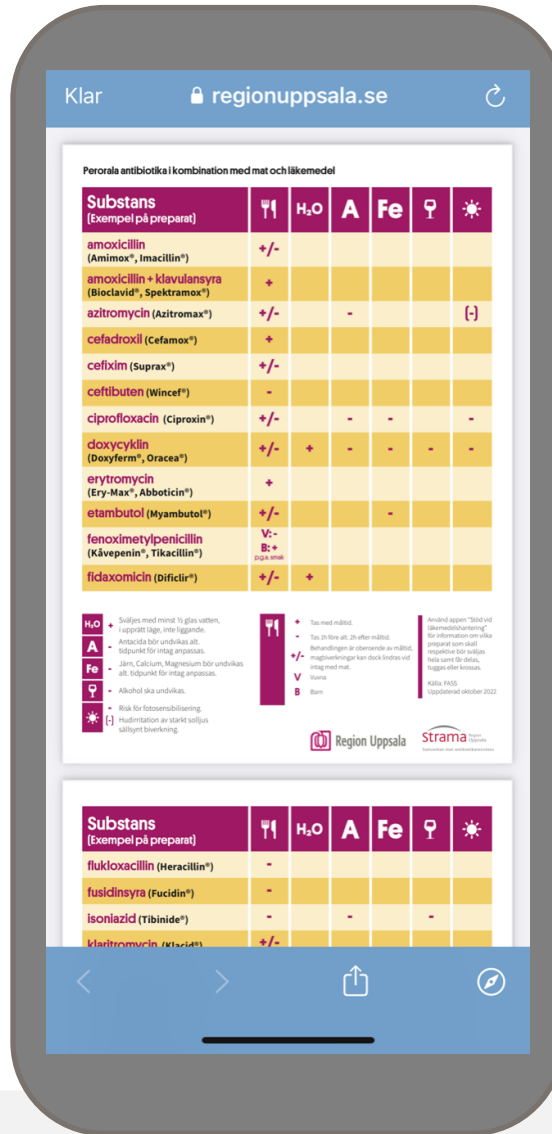 Klar regionuppsala.se
Perorala antibiotika i kombination med mat och läkemedel
Substans
(Exempel på preparat) H₂O A Fe
amoxicillin
(Amimox®, Imacillin®) +/-
amoxicillin + klavulansyra
(Bioclavid®, Spektramox®) +
azitromycin (Azitromax®) +/- - (-)
cefadroxil (Cefamox®) +
cefixim (Suprax®) +/-
ceftibuten (Wincef®) -
ciprofloxacin (Ciproxin®) +/- - - -
doxycyklin
(Doxyferm®, Oracea®) +/- + - - - -
erytromycin
(Ery-Max®, Abboticin®) +
etambutol (Myambutol®) +/- -
fenoximetylpenicillin
(Kåvepenin®, Tikacillin®)
V: -
B: +
p.g.a. smak
fidaxomicin (Dificlir®) +/- +
H₂O + Sväljes med minst ½ glas vatten,
i upprätt läge, inte liggande.
A - Antacida bör undvikas alt.
tidpunkt för intag anpassas.
Fe - Järn, Calcium, Magnesium bör undvikas
alt. tidpunkt för intag anpassas.
- Alkohol ska undvikas.
- Risk för fotosensibilisering.
(-) Hudirritation av starkt solljus
sällsynt biverkning.
+ Tas med måltid.
- Tas 1h före alt. 2h efter måltid.
+/- Behandlingen är oberoende av måltid,
magbiverkningar kan dock lindras vid
intag med mat.
V Vuxna
B Barn
Använd appen "Stöd vid
läkemedelshantering"
för information om vilka
preparat som skall
respektive bör sväljas
hela samt får delas,
tuggas eller krossas.
Källa: FASS
Uppdaterad oktober 2022
Region Uppsala
Strama Region
Uppsala
Samverkan mot antibiotikaresistens
Substans
(Exempel på preparat) H₂O A Fe
flukloxacillin (Heracillin®) -
fusidinsyra (Fucidin®) -
isoniazid (Tibinide®) - - -
klaritromycin (Klacid®) +/-